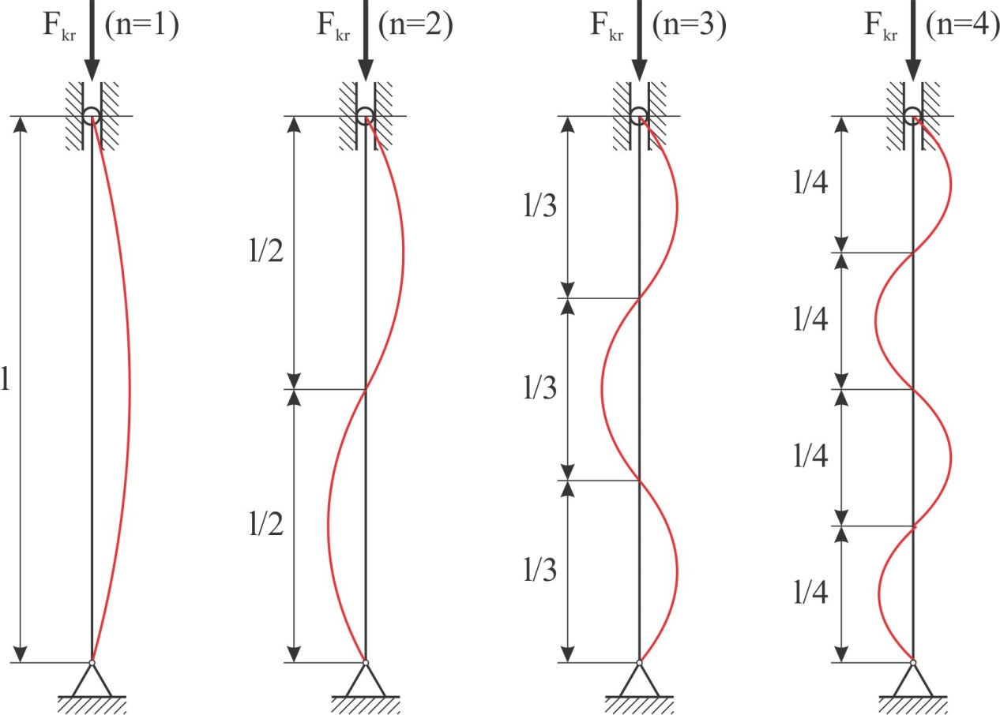 F_kr (n=1)
F_kr (n=2)
F_kr (n=3)
F_kr (n=4)
l
l/2
l/2
l/3
l/3
l/3
l/4
l/4
l/4
l/4